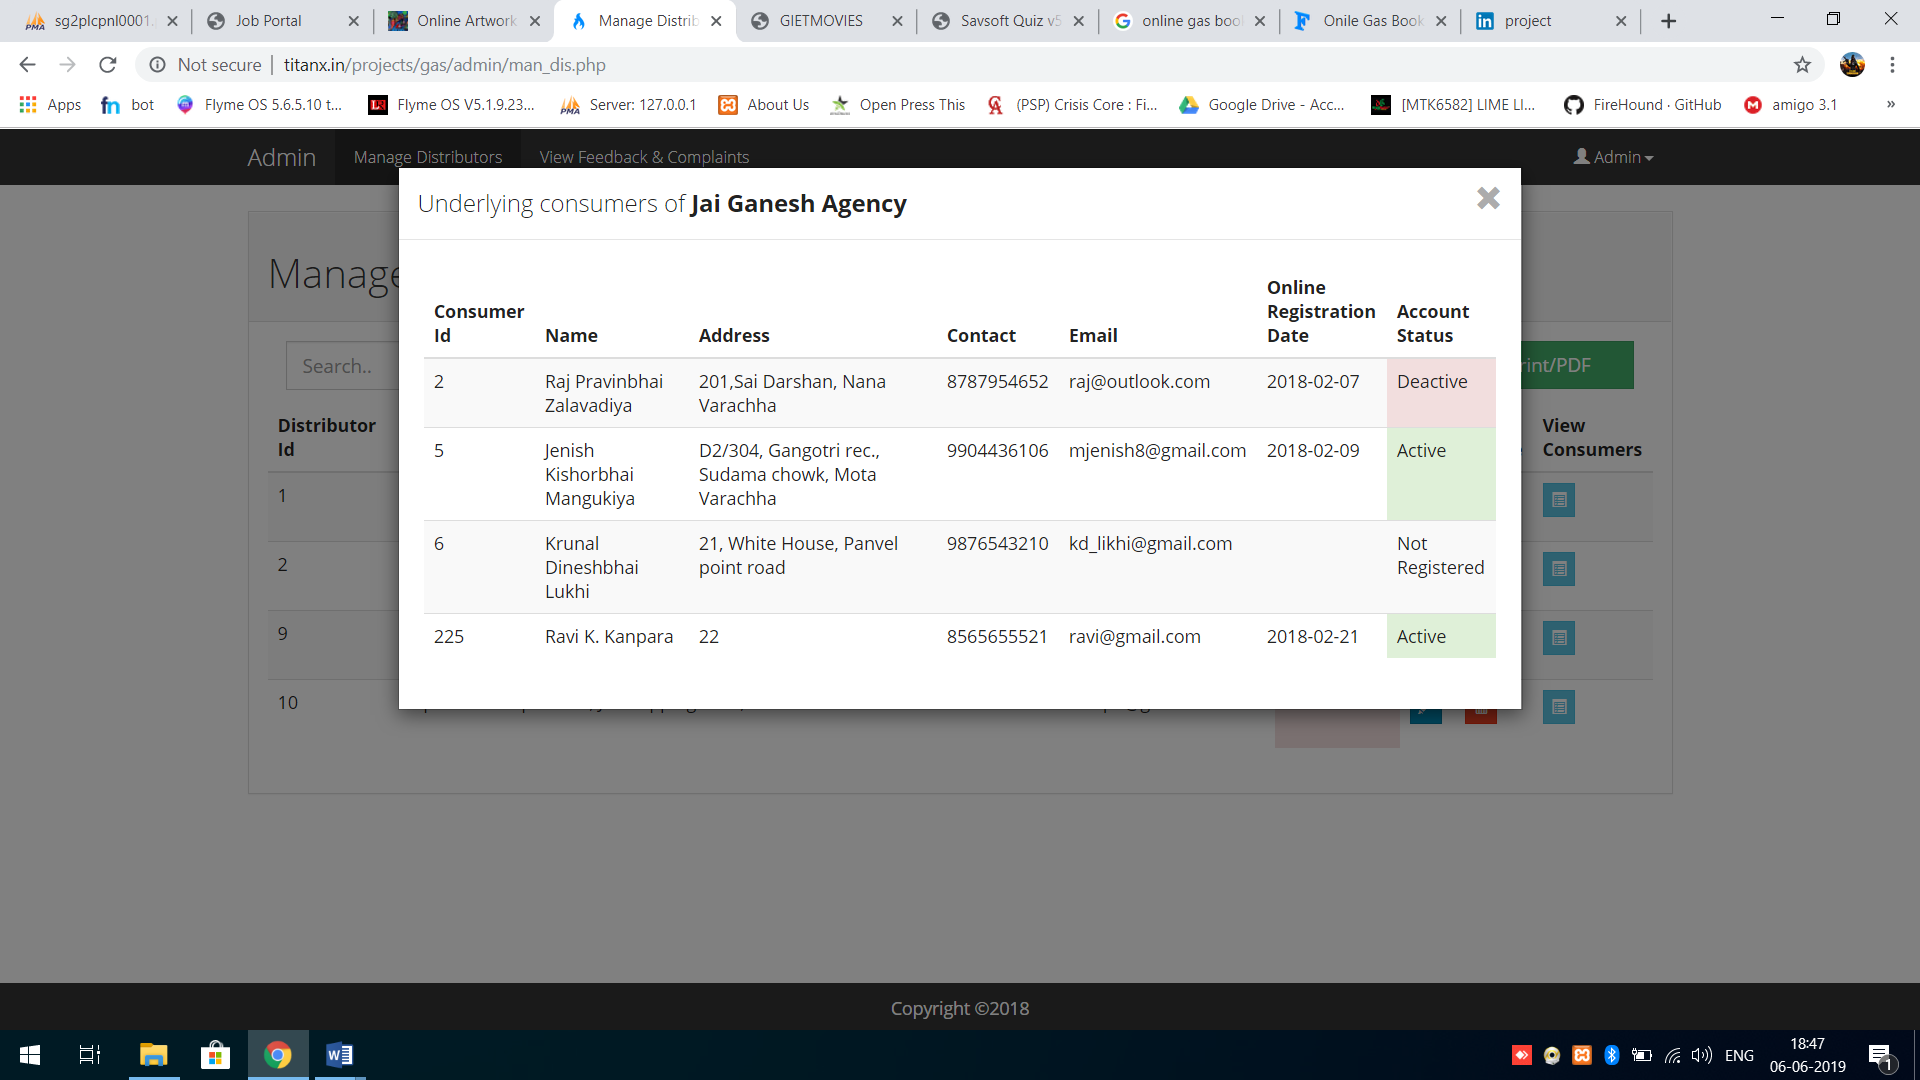 sg2plcpnl0001.
Job Portal
Online Artwork
Manage Distrib
GIETMOVIES
Savsoft Quiz v5
online gas boo
Onile Gas Book
project
Not secure | titanx.in/projects/gas/admin/man_dis.php
Apps
bot
Flyme OS 5.6.5.10 t...
Flyme OS V5.1.9.23...
Server: 127.0.0.1
About Us
Open Press This
(PSP) Crisis Core : Fi...
Google Drive - Acc...
[MTK6582] LIME LI...
FireHound · GitHub
amigo 3.1
»
Admin
Manage Distributors
View Feedback & Complaints
Admin
Underlying consumers of Jai Ganesh Agency
Manage
Search..
rint/PDF
Distributor
Id
View
Consumers
1
2
9
10
Consumer
Id
Name
Address
Contact
Email
Online
Registration
Date
Account
Status
2
Raj Pravinbhai
Zalavadiya
201,Sai Darshan, Nana
Varachha
8787954652
raj@outlook.com
2018-02-07
Deactive
5
Jenish
Kishorbhai
Mangukiya
D2/304, Gangotri rec.,
Sudama chowk, Mota
Varachha
9904436106
mjenish8@gmail.com
2018-02-09
Active
6
Krunal
Dineshbhai
Lukhi
21, White House, Panvel
point road
9876543210
kd_likhi@gmail.com
Not
Registered
225
Ravi K. Kanpara
22
8565655521
ravi@gmail.com
2018-02-21
Active
Copyright ©2018
ENG
18:47
06-06-2019
1